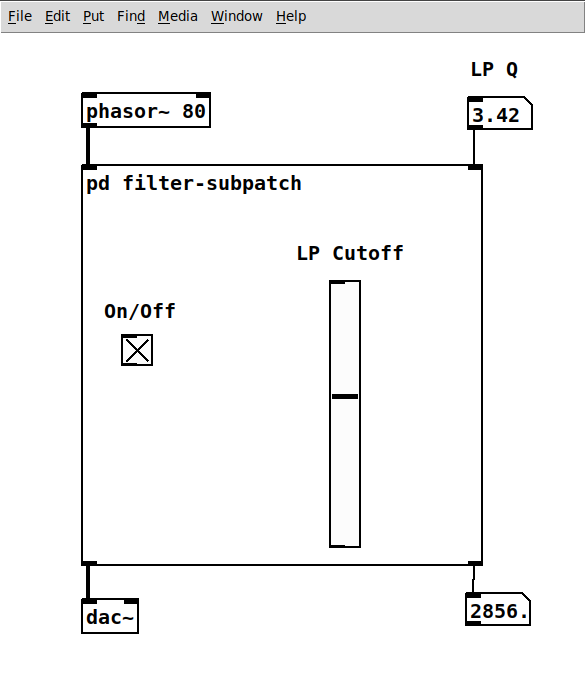 File Edit Put Find Media Window Help
LP Q
phasor~ 80
3.42
pd filter-subpatch
LP Cutoff
On/Off
dac~
2856.